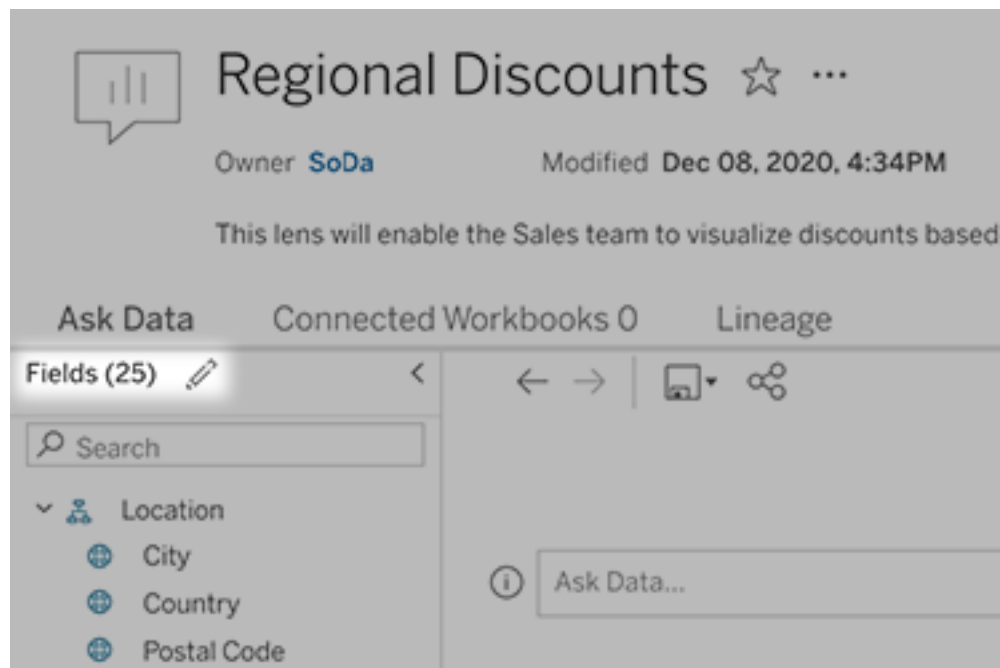 Regional Discounts
Owner SoDa Modified Dec 08, 2020, 4:34PM
This lens will enable the Sales team to visualize discounts based
Ask Data Connected Workbooks 0 Lineage
Fields (25)
Search
Location
City
Country
Ask Data...
Postal Code